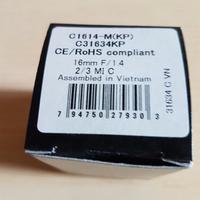 C1614-M(KP)
C31634KP
CE/RoHS compliant
16mm F/1.4
2/3 MP C
Assembled in Vietnam
7 94750 27930 3
31634 C VN